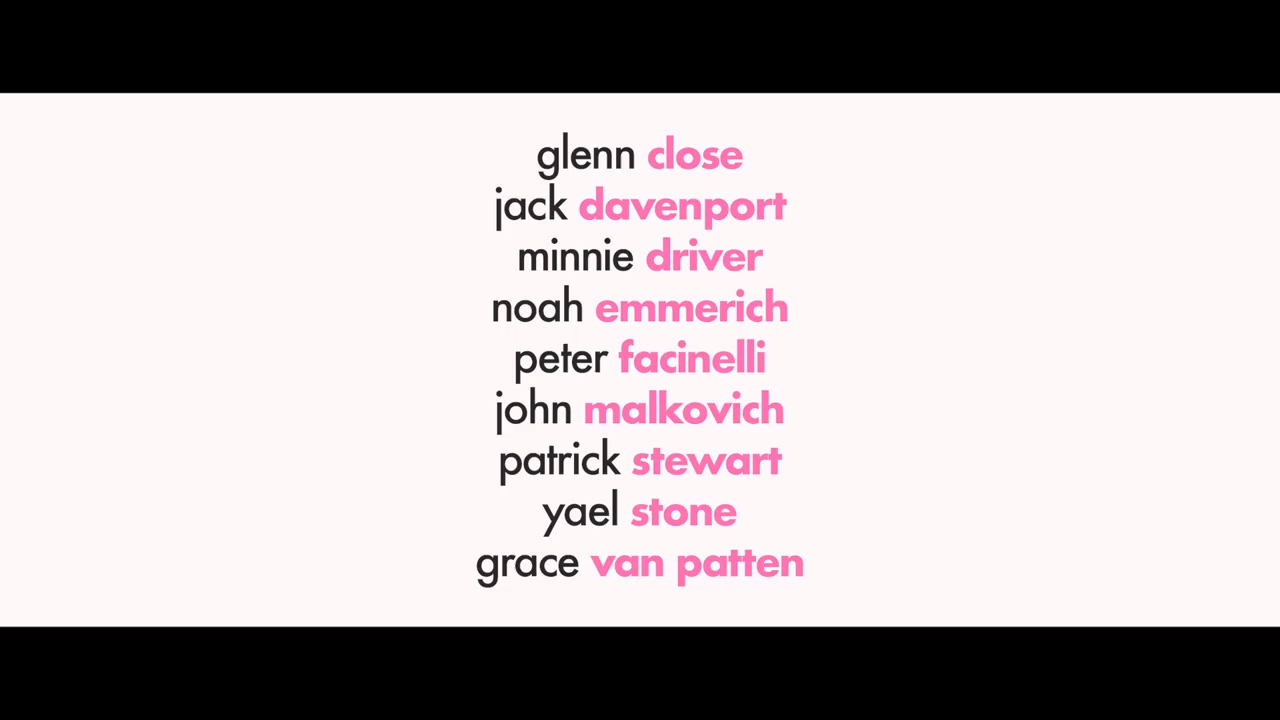 glenn close
jack davenport
minnie driver
noah emmerich
peter facinelli
john malkovich
patrick stewart
yael stone
grace van patten